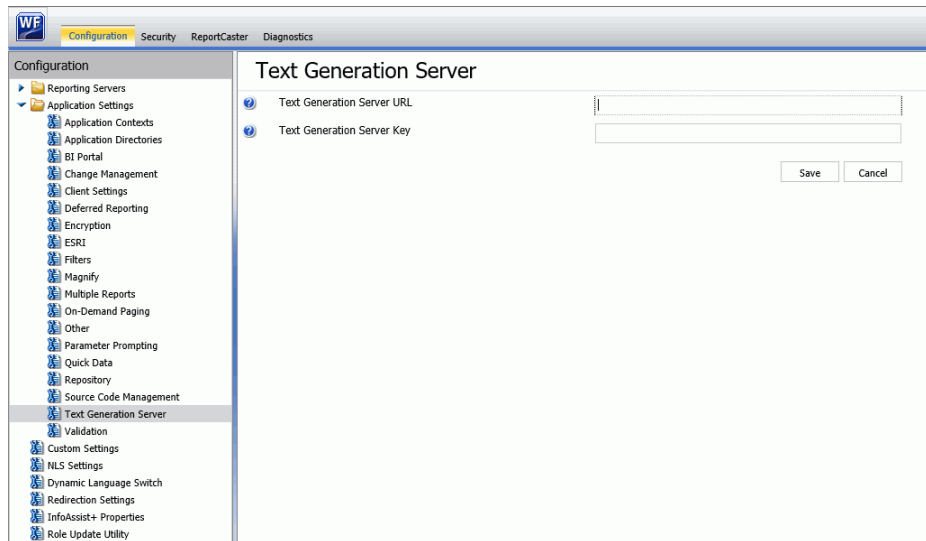 WF
Configuration Security ReportCaster Diagnostics
Configuration
Reporting Servers
Application Settings
Application Contexts
Application Directories
BI Portal
Change Management
Client Settings
Deferred Reporting
Encryption
ESRI
Filters
Magnify
Multiple Reports
On-Demand Paging
Other
Parameter Prompting
Quick Data
Repository
Source Code Management
Text Generation Server
Validation
Custom Settings
NLS Settings
Dynamic Language Switch
Redirection Settings
InfoAssist+ Properties
Role Update Utility
Text Generation Server
Text Generation Server URL
Text Generation Server Key
Save Cancel